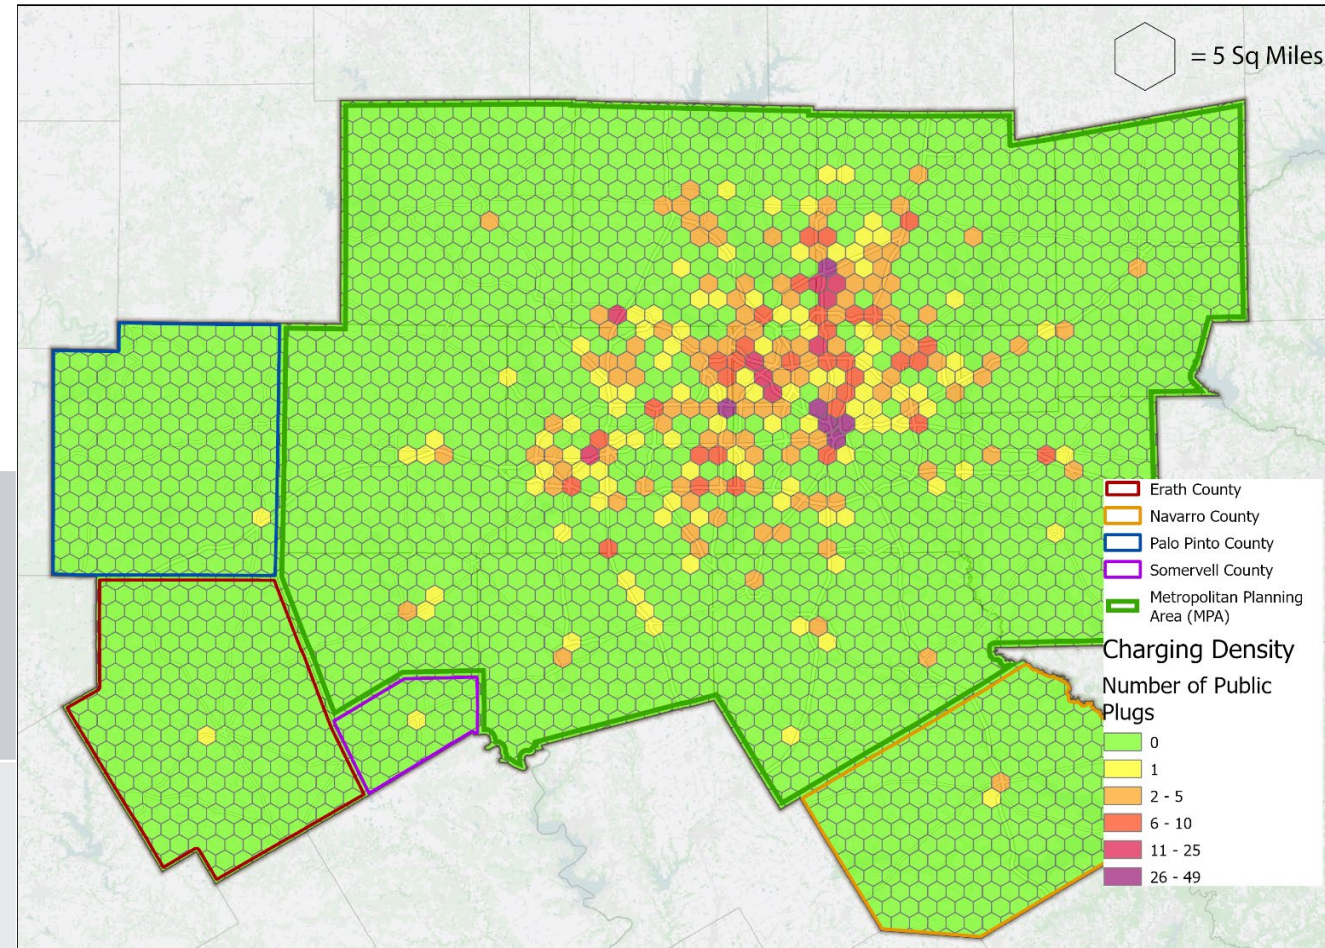 = 5 Sq Miles
Erath County
Navarro County
Palo Pinto County
Somervell County
Metropolitan Planning
Area (MPA)
Charging Density
Number of Public
Plugs
0
1
2 - 5
6 - 10
11 - 25
26 - 49